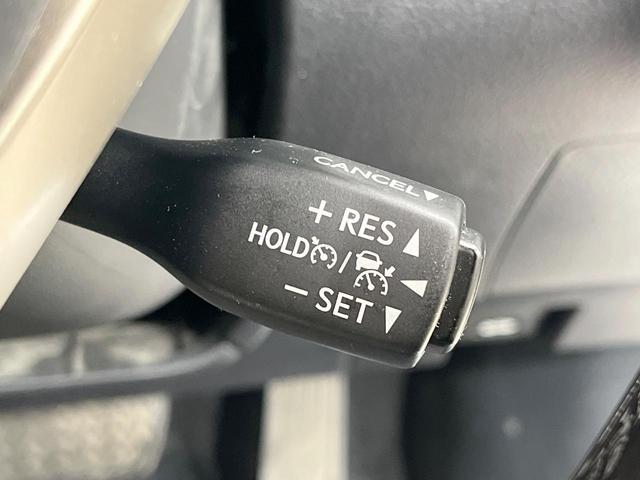 CANCEL▼
+ RES ▲
HOLD / ◀
− SET ▼